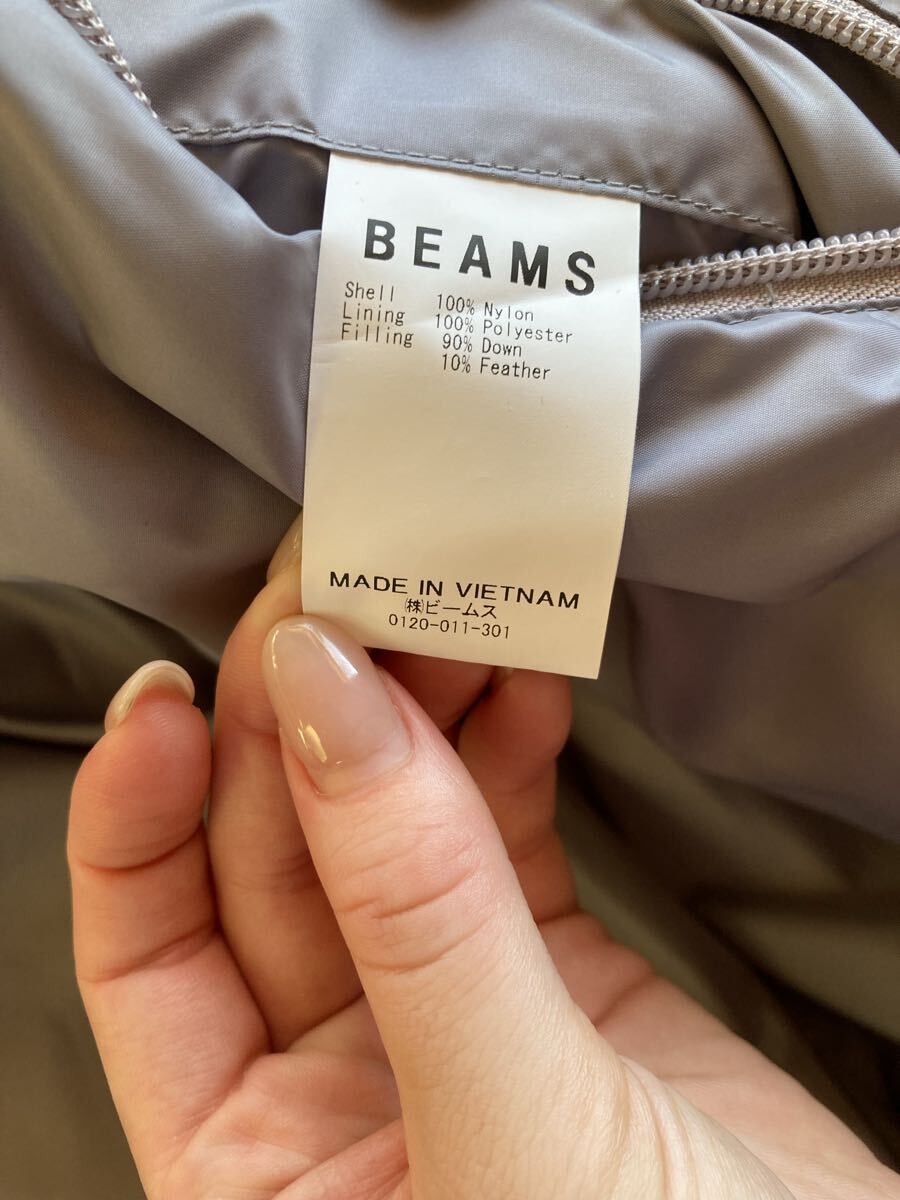 BEAMS
Shell 100% Nylon
Lining 100% Polyester
Filling 90% Down
10% Feather
MADE IN VIETNAM
㈱ビームス
0120-011-301